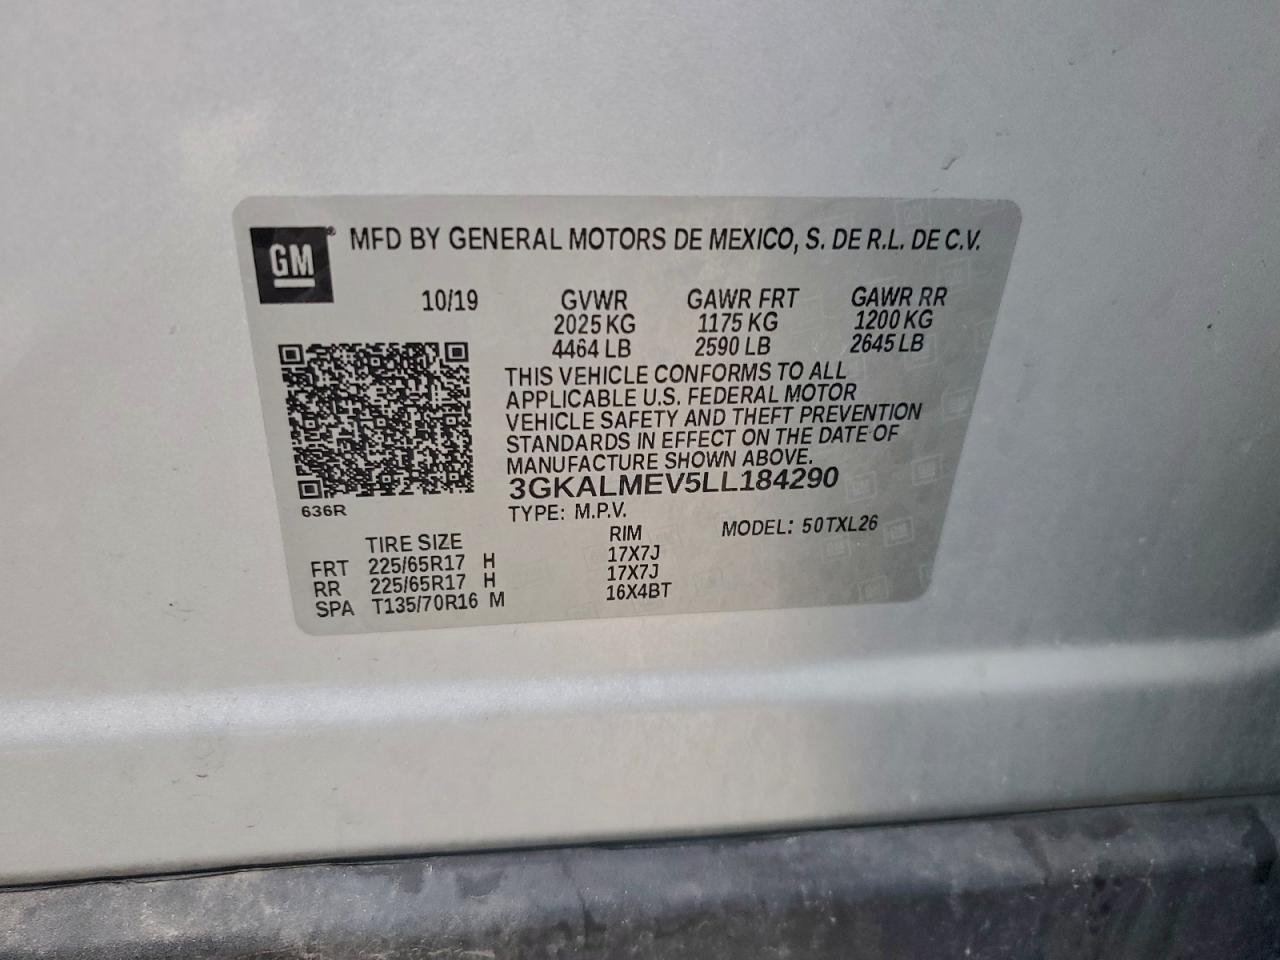 GM® MFD BY GENERAL MOTORS DE MEXICO, S. DE R.L. DE C.V.
10/19 GVWR GAWR FRT GAWR RR
2025 KG 1175 KG 1200 KG
4464 LB 2590 LB 2645 LB
THIS VEHICLE CONFORMS TO ALL
APPLICABLE U.S. FEDERAL MOTOR
VEHICLE SAFETY AND THEFT PREVENTION
STANDARDS IN EFFECT ON THE DATE OF
MANUFACTURE SHOWN ABOVE.
3GKALMEV5LL184290
636R
TYPE: M.P.V. MODEL: 50TXL26
TIRE SIZE RIM
FRT 225/65R17 H 17X7J
RR 225/65R17 H 17X7J
SPA T135/70R16 M 16X4BT